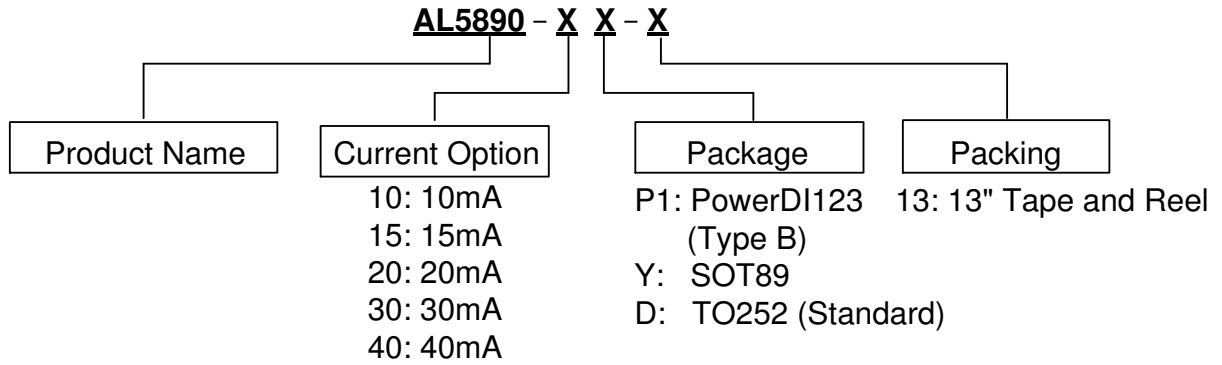 AL5890 - X X - X
Product Name
Current Option
10: 10mA
15: 15mA
20: 20mA
30: 30mA
40: 40mA
Package
P1: PowerDI123
(Type B)
Y: SOT89
D: TO252 (Standard)
Packing
13: 13" Tape and Reel